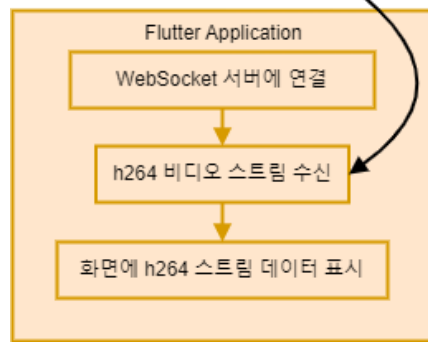 Flutter Application
WebSocket 서버에 연결
h264 비디오 스트림 수신
화면에 h264 스트림 데이터 표시